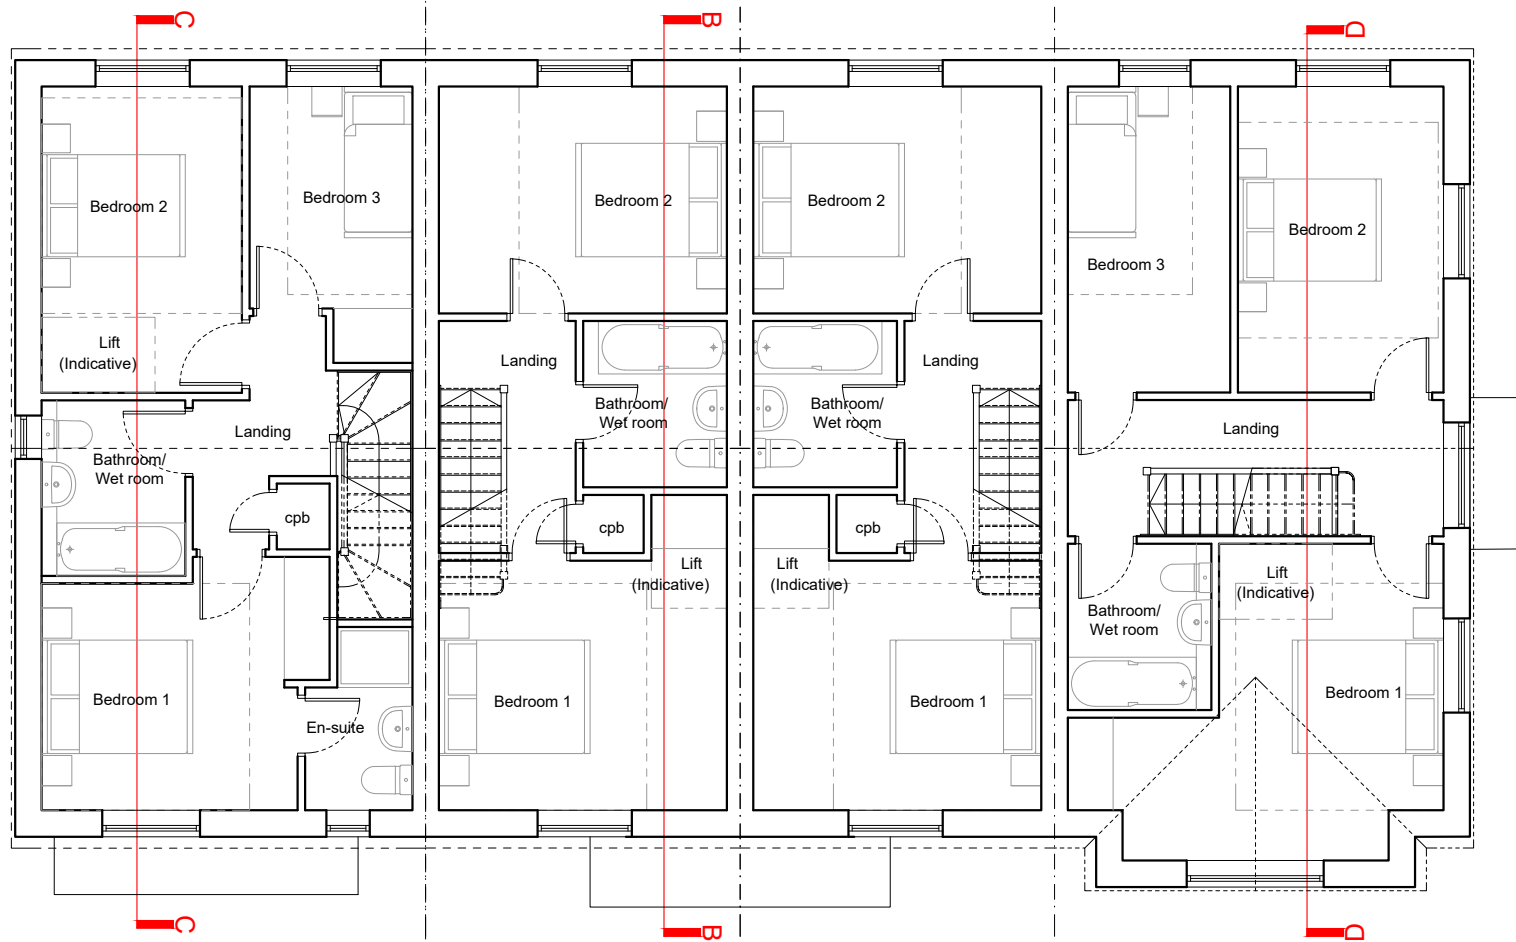 C
B
D
Bedroom 2
Bedroom 3
Bedroom 2
Bedroom 2
Bedroom 3
Bedroom 2
Lift
(Indicative)
Landing
Landing
Landing
Bathroom/
Wet room
Bathroom/
Wet room
Landing
Bathroom/
Wet room
Landing
cpb
cpb
cpb
Lift
(Indicative)
Lift
(Indicative)
Lift
(Indicative)
Bathroom/
Wet room
Bedroom 1
En-suite
Bedroom 1
Bedroom 1
Bedroom 1
C
B
D